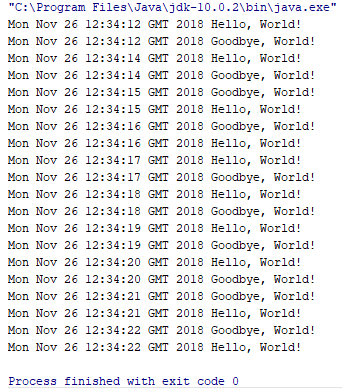 "C:\Program Files\Java\jdk-10.0.2\bin\java.exe"
Mon Nov 26 12:34:12 GMT 2018 Hello, World!
Mon Nov 26 12:34:12 GMT 2018 Goodbye, World!
Mon Nov 26 12:34:14 GMT 2018 Hello, World!
Mon Nov 26 12:34:14 GMT 2018 Goodbye, World!
Mon Nov 26 12:34:15 GMT 2018 Goodbye, World!
Mon Nov 26 12:34:15 GMT 2018 Hello, World!
Mon Nov 26 12:34:16 GMT 2018 Goodbye, World!
Mon Nov 26 12:34:16 GMT 2018 Hello, World!
Mon Nov 26 12:34:17 GMT 2018 Hello, World!
Mon Nov 26 12:34:17 GMT 2018 Goodbye, World!
Mon Nov 26 12:34:18 GMT 2018 Hello, World!
Mon Nov 26 12:34:18 GMT 2018 Goodbye, World!
Mon Nov 26 12:34:19 GMT 2018 Hello, World!
Mon Nov 26 12:34:19 GMT 2018 Goodbye, World!
Mon Nov 26 12:34:20 GMT 2018 Hello, World!
Mon Nov 26 12:34:20 GMT 2018 Goodbye, World!
Mon Nov 26 12:34:21 GMT 2018 Goodbye, World!
Mon Nov 26 12:34:21 GMT 2018 Hello, World!
Mon Nov 26 12:34:22 GMT 2018 Goodbye, World!
Mon Nov 26 12:34:22 GMT 2018 Hello, World!
Process finished with exit code 0